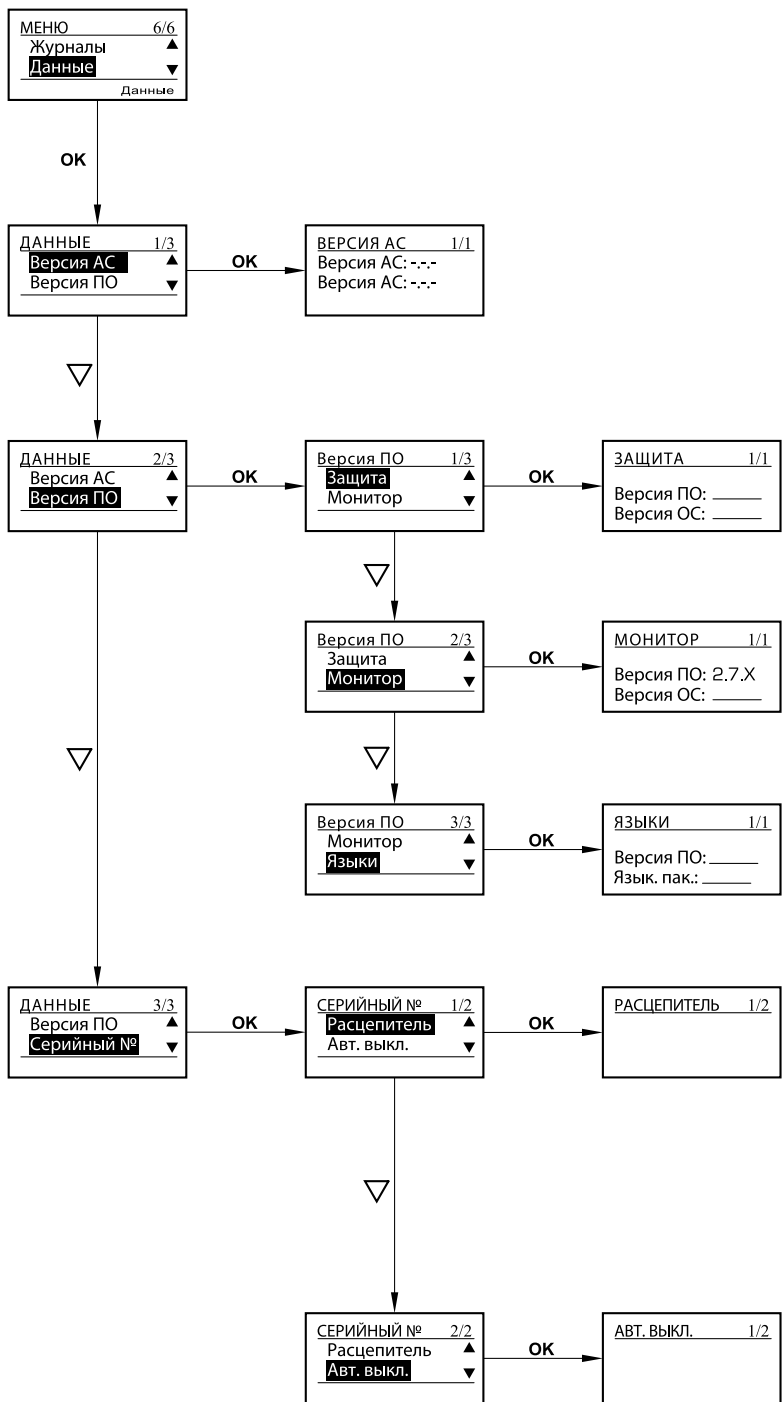 МЕНЮ 6/6
Журналы ▲
Данные ▼
Данные
OK
ДАННЫЕ 1/3
Версия АС ▲
Версия ПО ▼
OK
ВЕРСИЯ АС 1/1
Версия АС: -.-.-
Версия АС: -.-.-
ДАННЫЕ 2/3
Версия АС ▲
Версия ПО ▼
OK
Версия ПО 1/3
Защита ▲
Монитор ▼
OK
ЗАЩИТА 1/1
Версия ПО: _____
Версия ОС: _____
Версия ПО 2/3
Защита ▲
Монитор ▼
OK
МОНИТОР 1/1
Версия ПО: 2.7.X
Версия ОС: _____
Версия ПО 3/3
Монитор ▲
Языки ▼
OK
ЯЗЫКИ 1/1
Версия ПО: _____
Язык. пак.: _____
ДАННЫЕ 3/3
Версия ПО ▲
Серийный № ▼
OK
СЕРИЙНЫЙ № 1/2
Расцепитель ▲
Авт. выкл. ▼
OK
РАСЦЕПИТЕЛЬ 1/2
СЕРИЙНЫЙ № 2/2
Расцепитель ▲
Авт. выкл. ▼
OK
АВТ. ВЫКЛ. 1/2